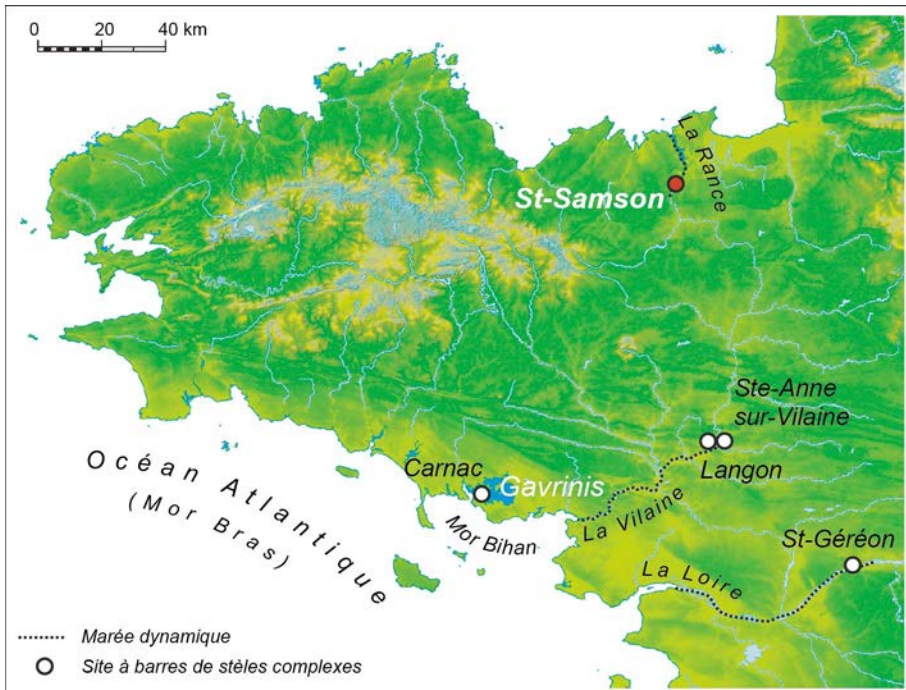 0 20 40 km
La Rance
St-Samson
Ste-Anne
sur-Vilaine
Langon
Carnac
Gavrinis
Océan Atlantique
(Mor Bras)
Mor Bihan
La Vilaine
St-Géréon
La Loire
Marée dynamique
Site à barres de stèles complexes